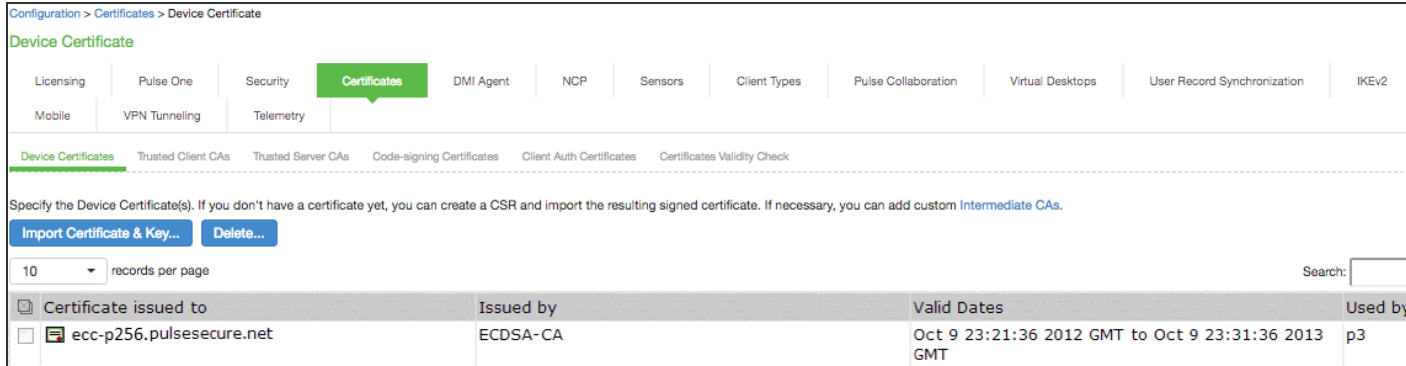 Configuration > Certificates > Device Certificate
Device Certificate
Licensing Pulse One Security Certificates DMI Agent NCP Sensors Client Types Pulse Collaboration Virtual Desktops User Record Synchronization IKEv2
Mobile VPN Tunneling Telemetry
Device Certificates Trusted Client CAs Trusted Server CAs Code-signing Certificates Client Auth Certificates Certificates Validity Check
Specify the Device Certificate(s). If you don't have a certificate yet, you can create a CSR and import the resulting signed certificate. If necessary, you can add custom Intermediate CAs.
Import Certificate & Key... Delete...
10 records per page Search:
Certificate issued to Issued by Valid Dates Used by
ecc-p256.pulsesecure.net ECDSA-CA Oct 9 23:21:36 2012 GMT to Oct 9 23:31:36 2013 p3
GMT